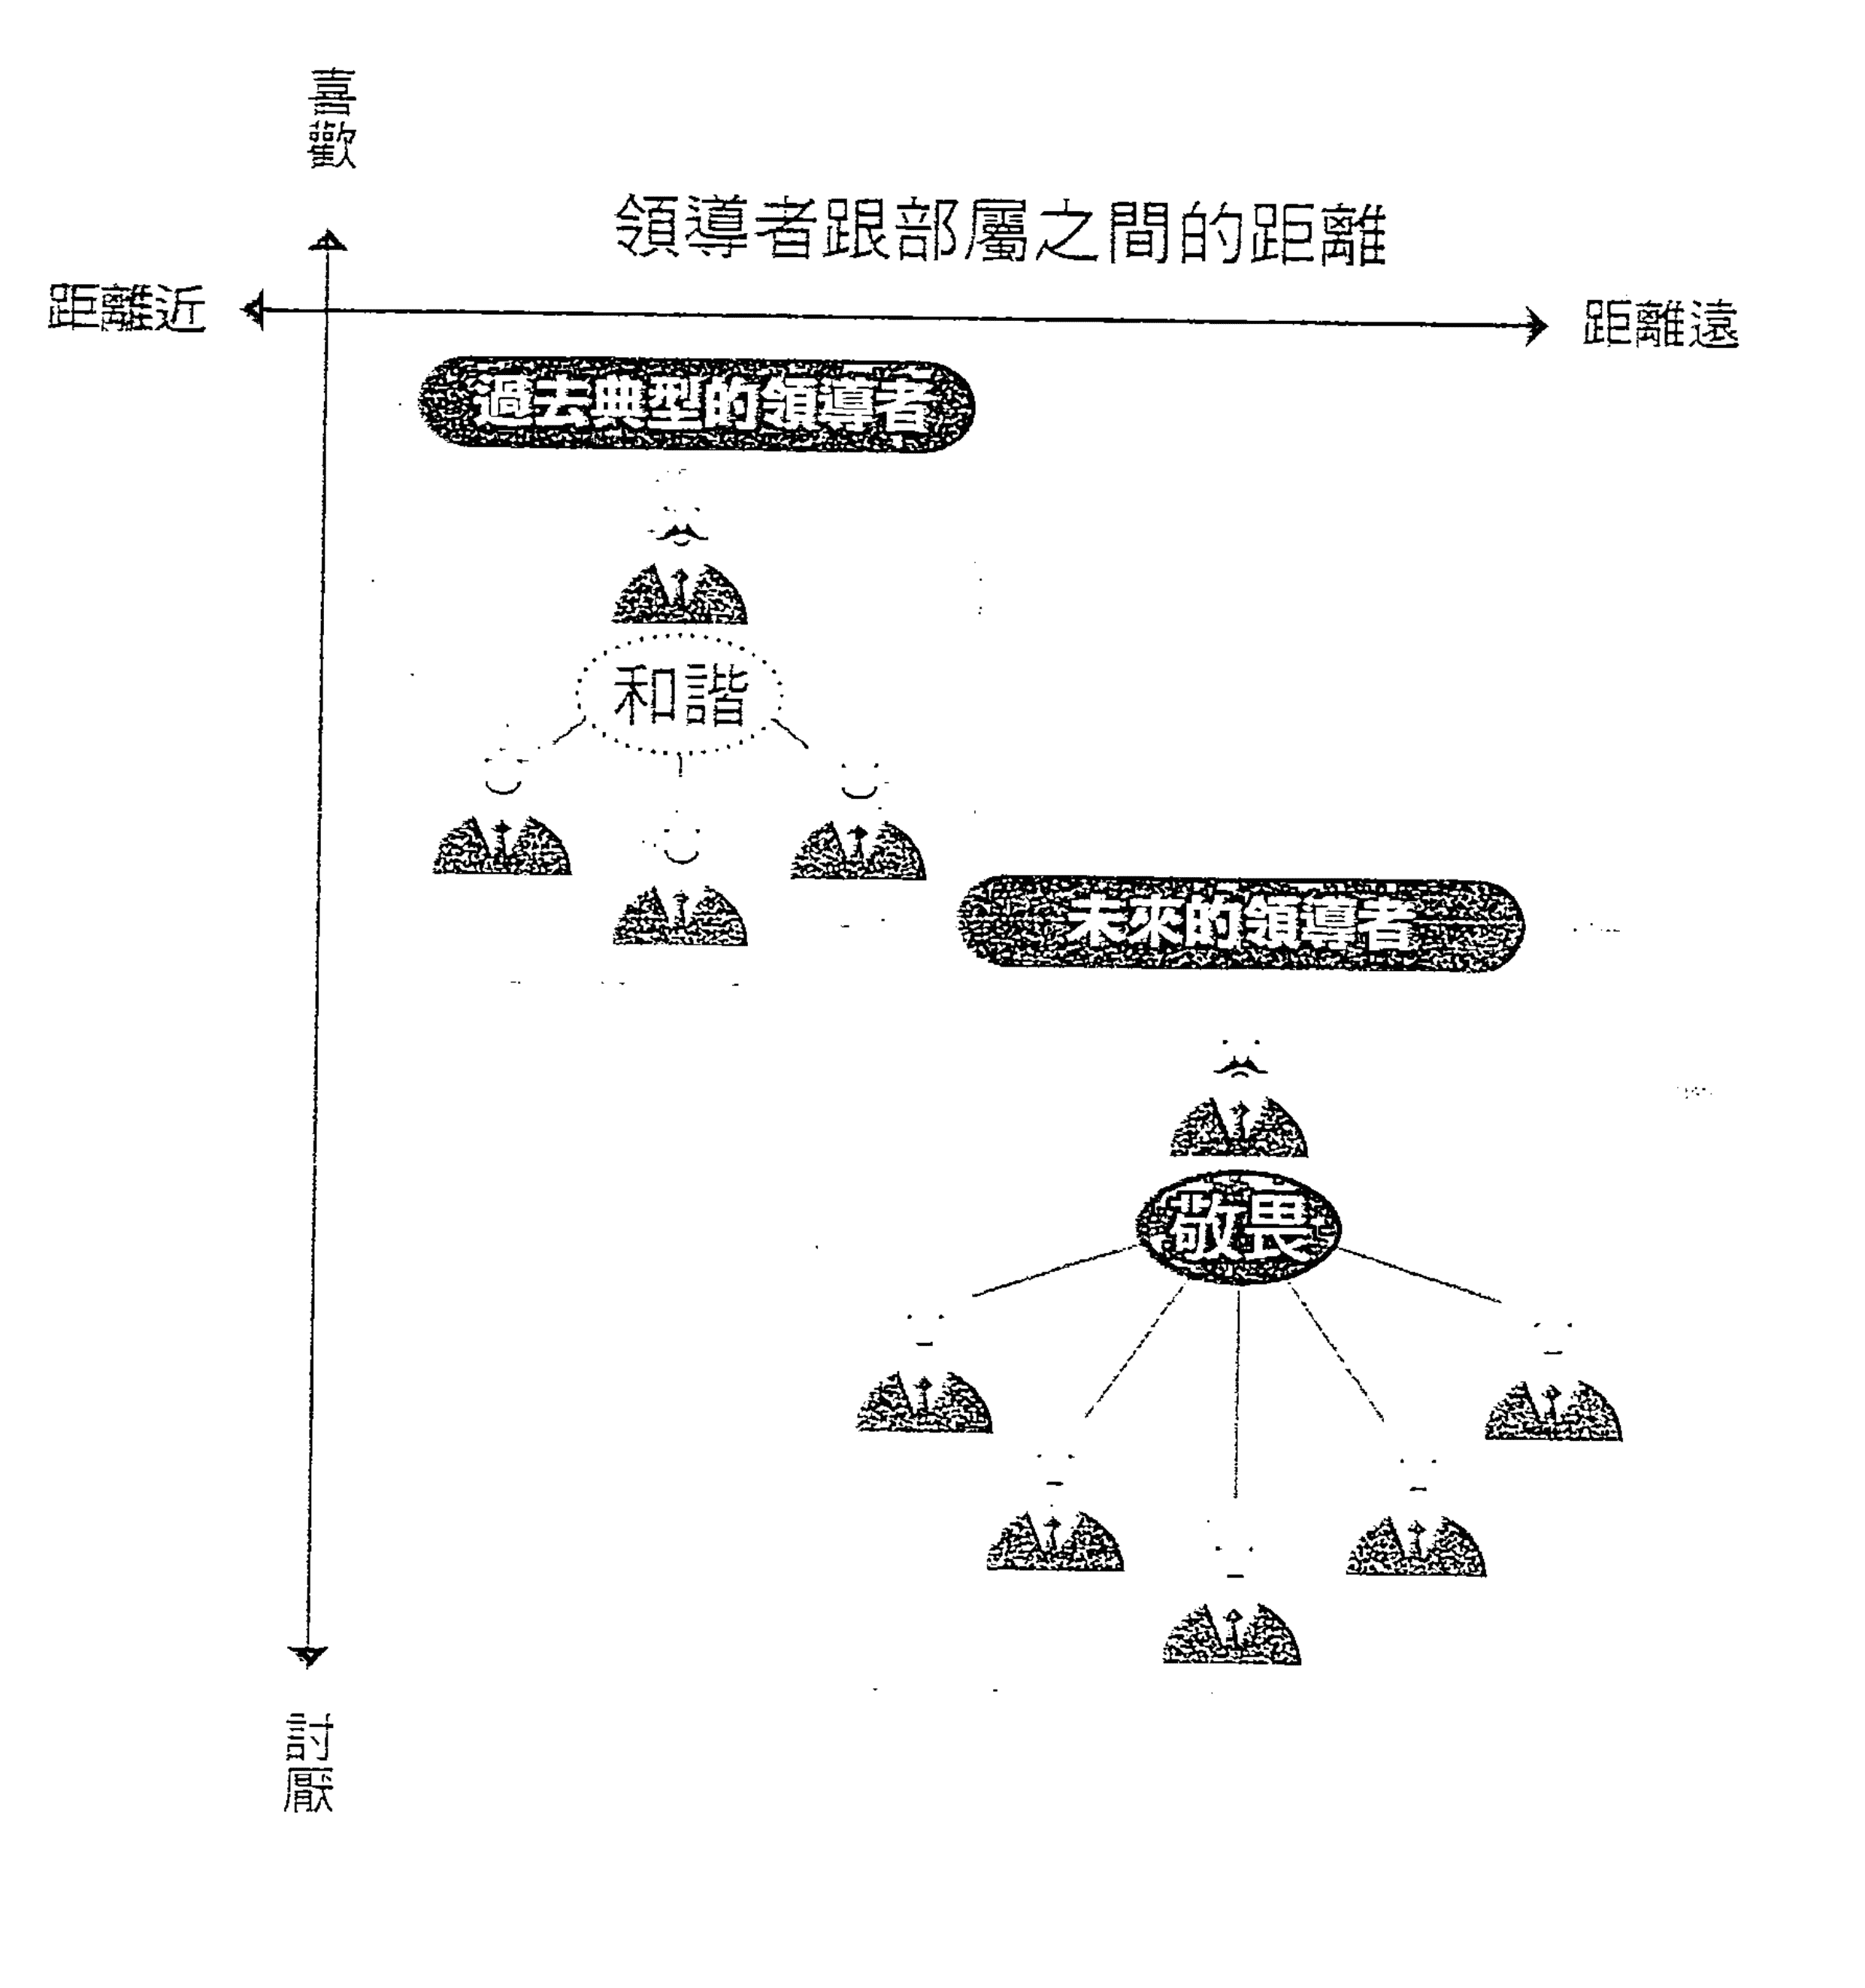 喜歡
領導者跟部屬之間的距離
距離近
距離遠
過去典型的領導者
和諧
未來的領導者
敬畏
討厭